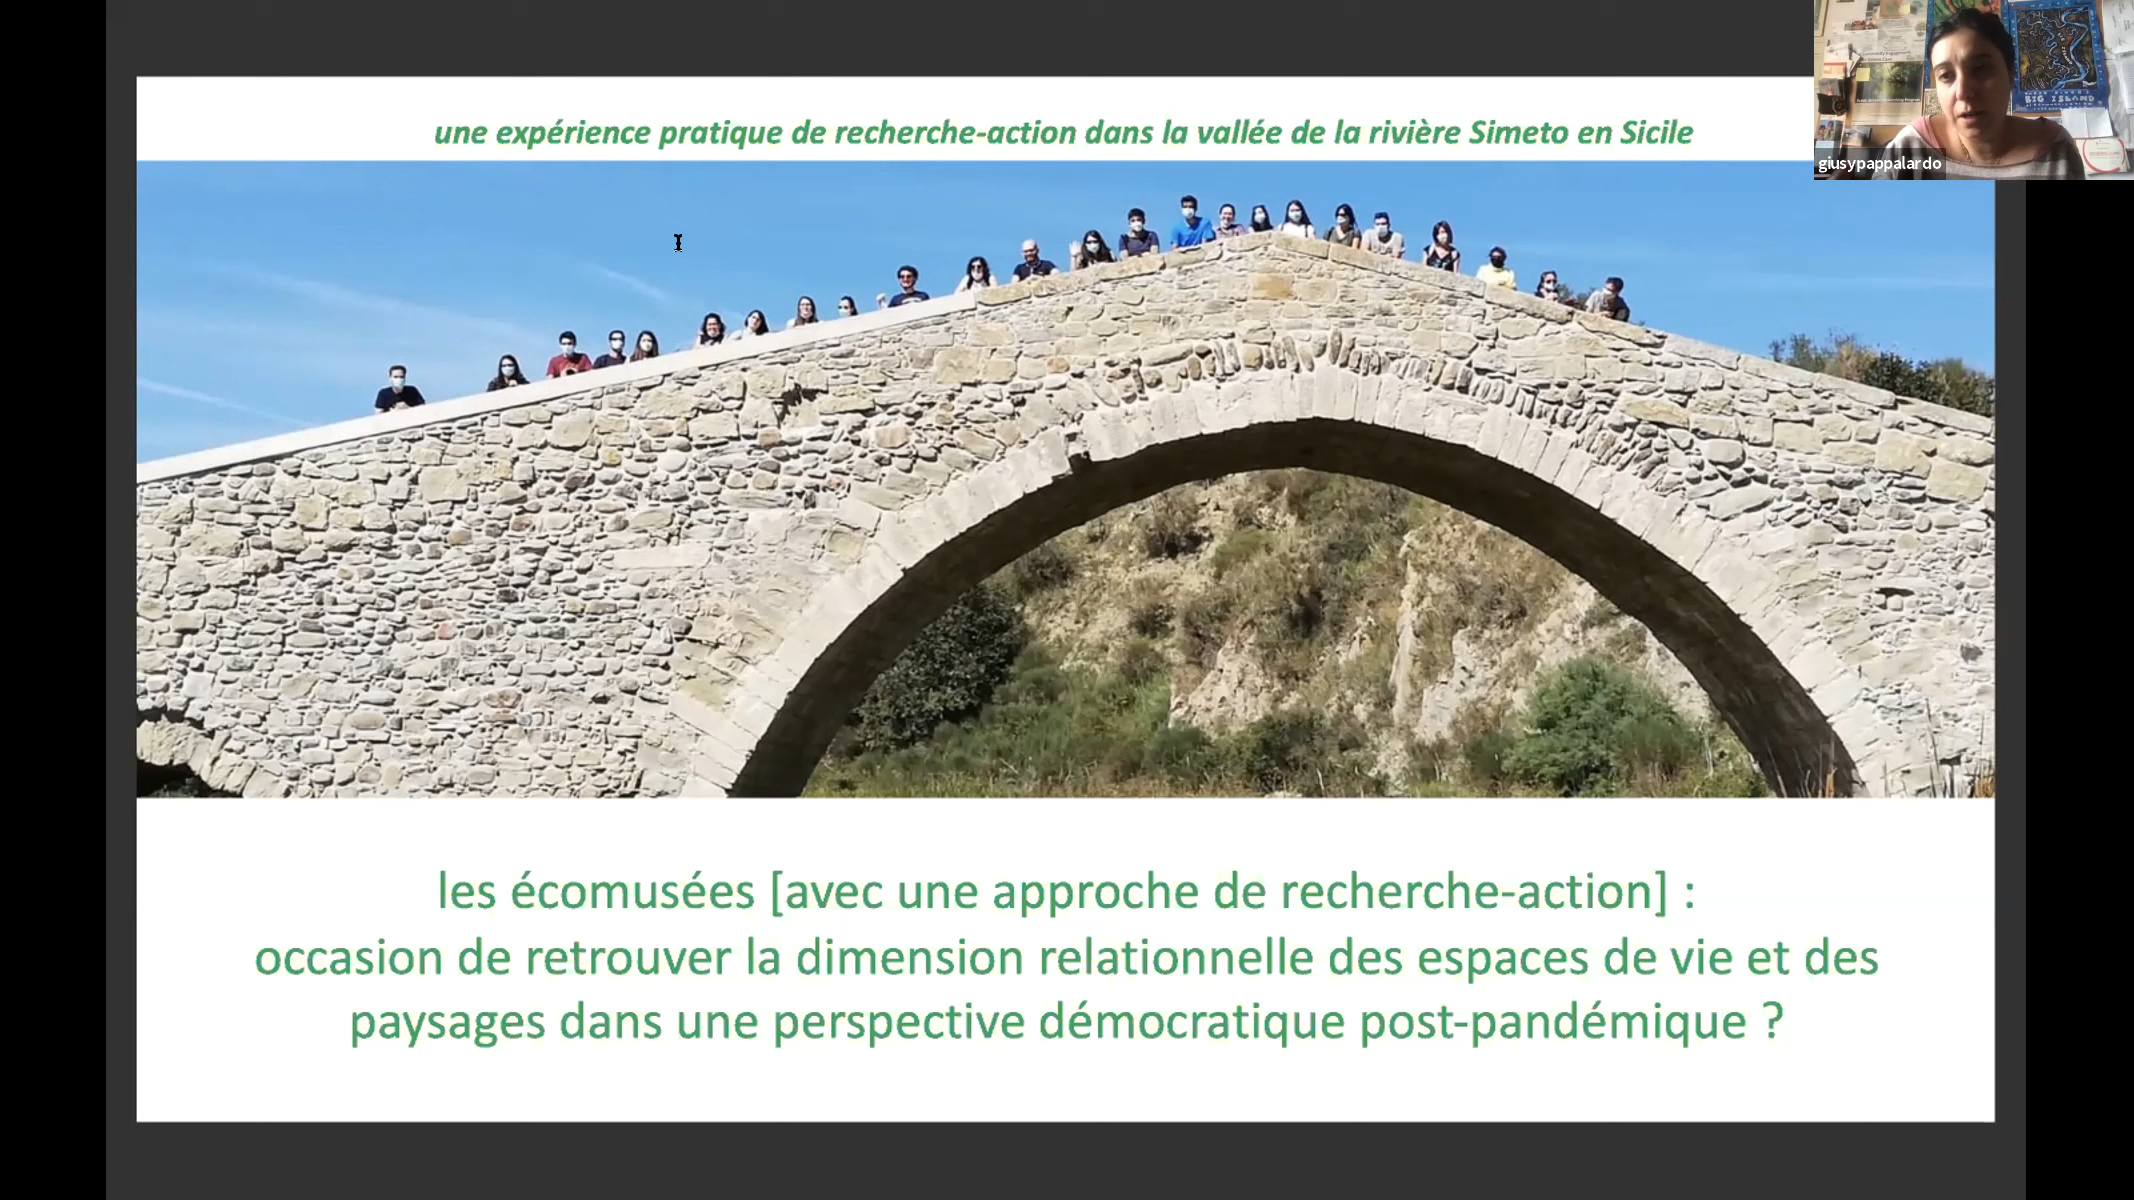 une expérience pratique de recherche-action dans la vallée de la rivière Simeto en Sicile
BIG ISLAND
giusypappalardo
les écomusées [avec une approche de recherche-action] :
occasion de retrouver la dimension relationnelle des espaces de vie et des
paysages dans une perspective démocratique post-pandémique ?